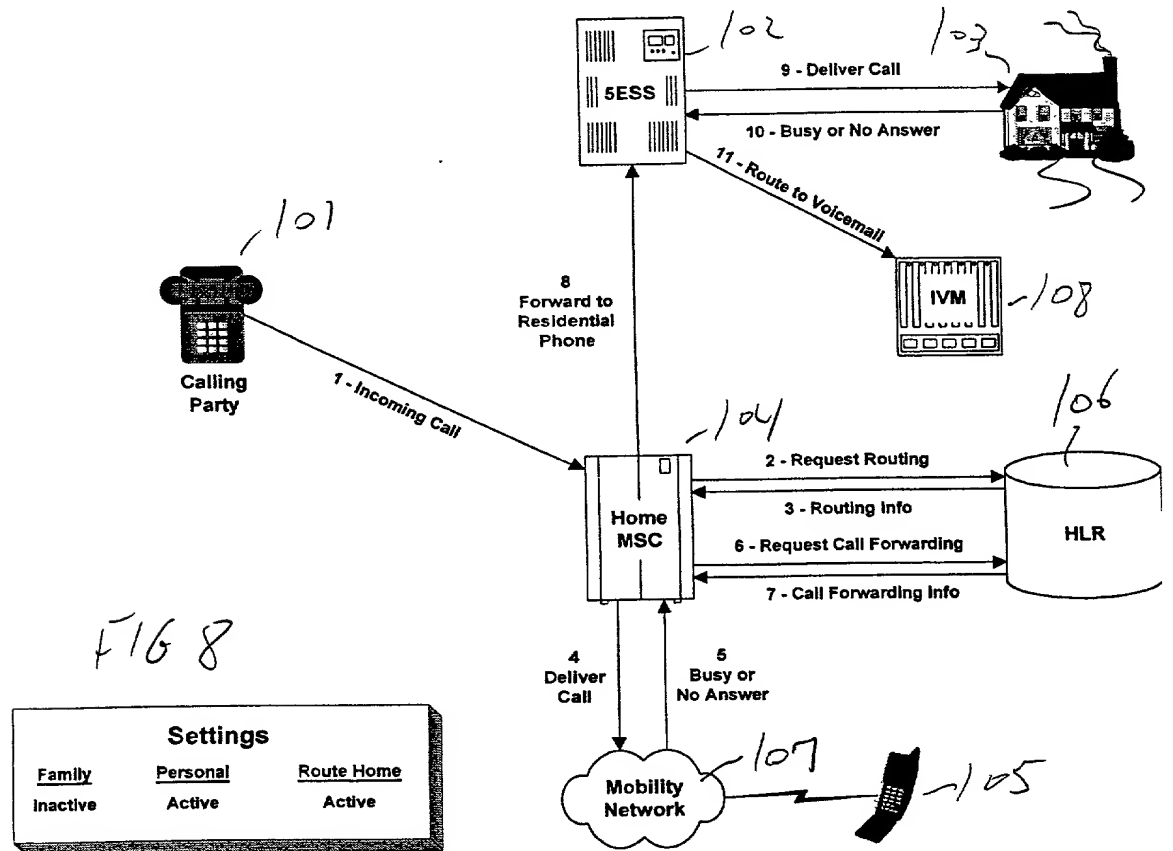 102
103
5ESS
9 - Deliver Call
10 - Busy or No Answer
11 - Route to Voicemail
101
8
Forward to
Residential
Phone
IVM
108
Calling
Party
1 - Incoming Call
104
106
2 - Request Routing
3 - Routing Info
Home
MSC
HLR
6 - Request Call Forwarding
7 - Call Forwarding Info
FIG 8
4
Deliver
Call
5
Busy or
No Answer
Settings
Family Personal Route Home
Inactive Active Active
107
Mobility
Network
105